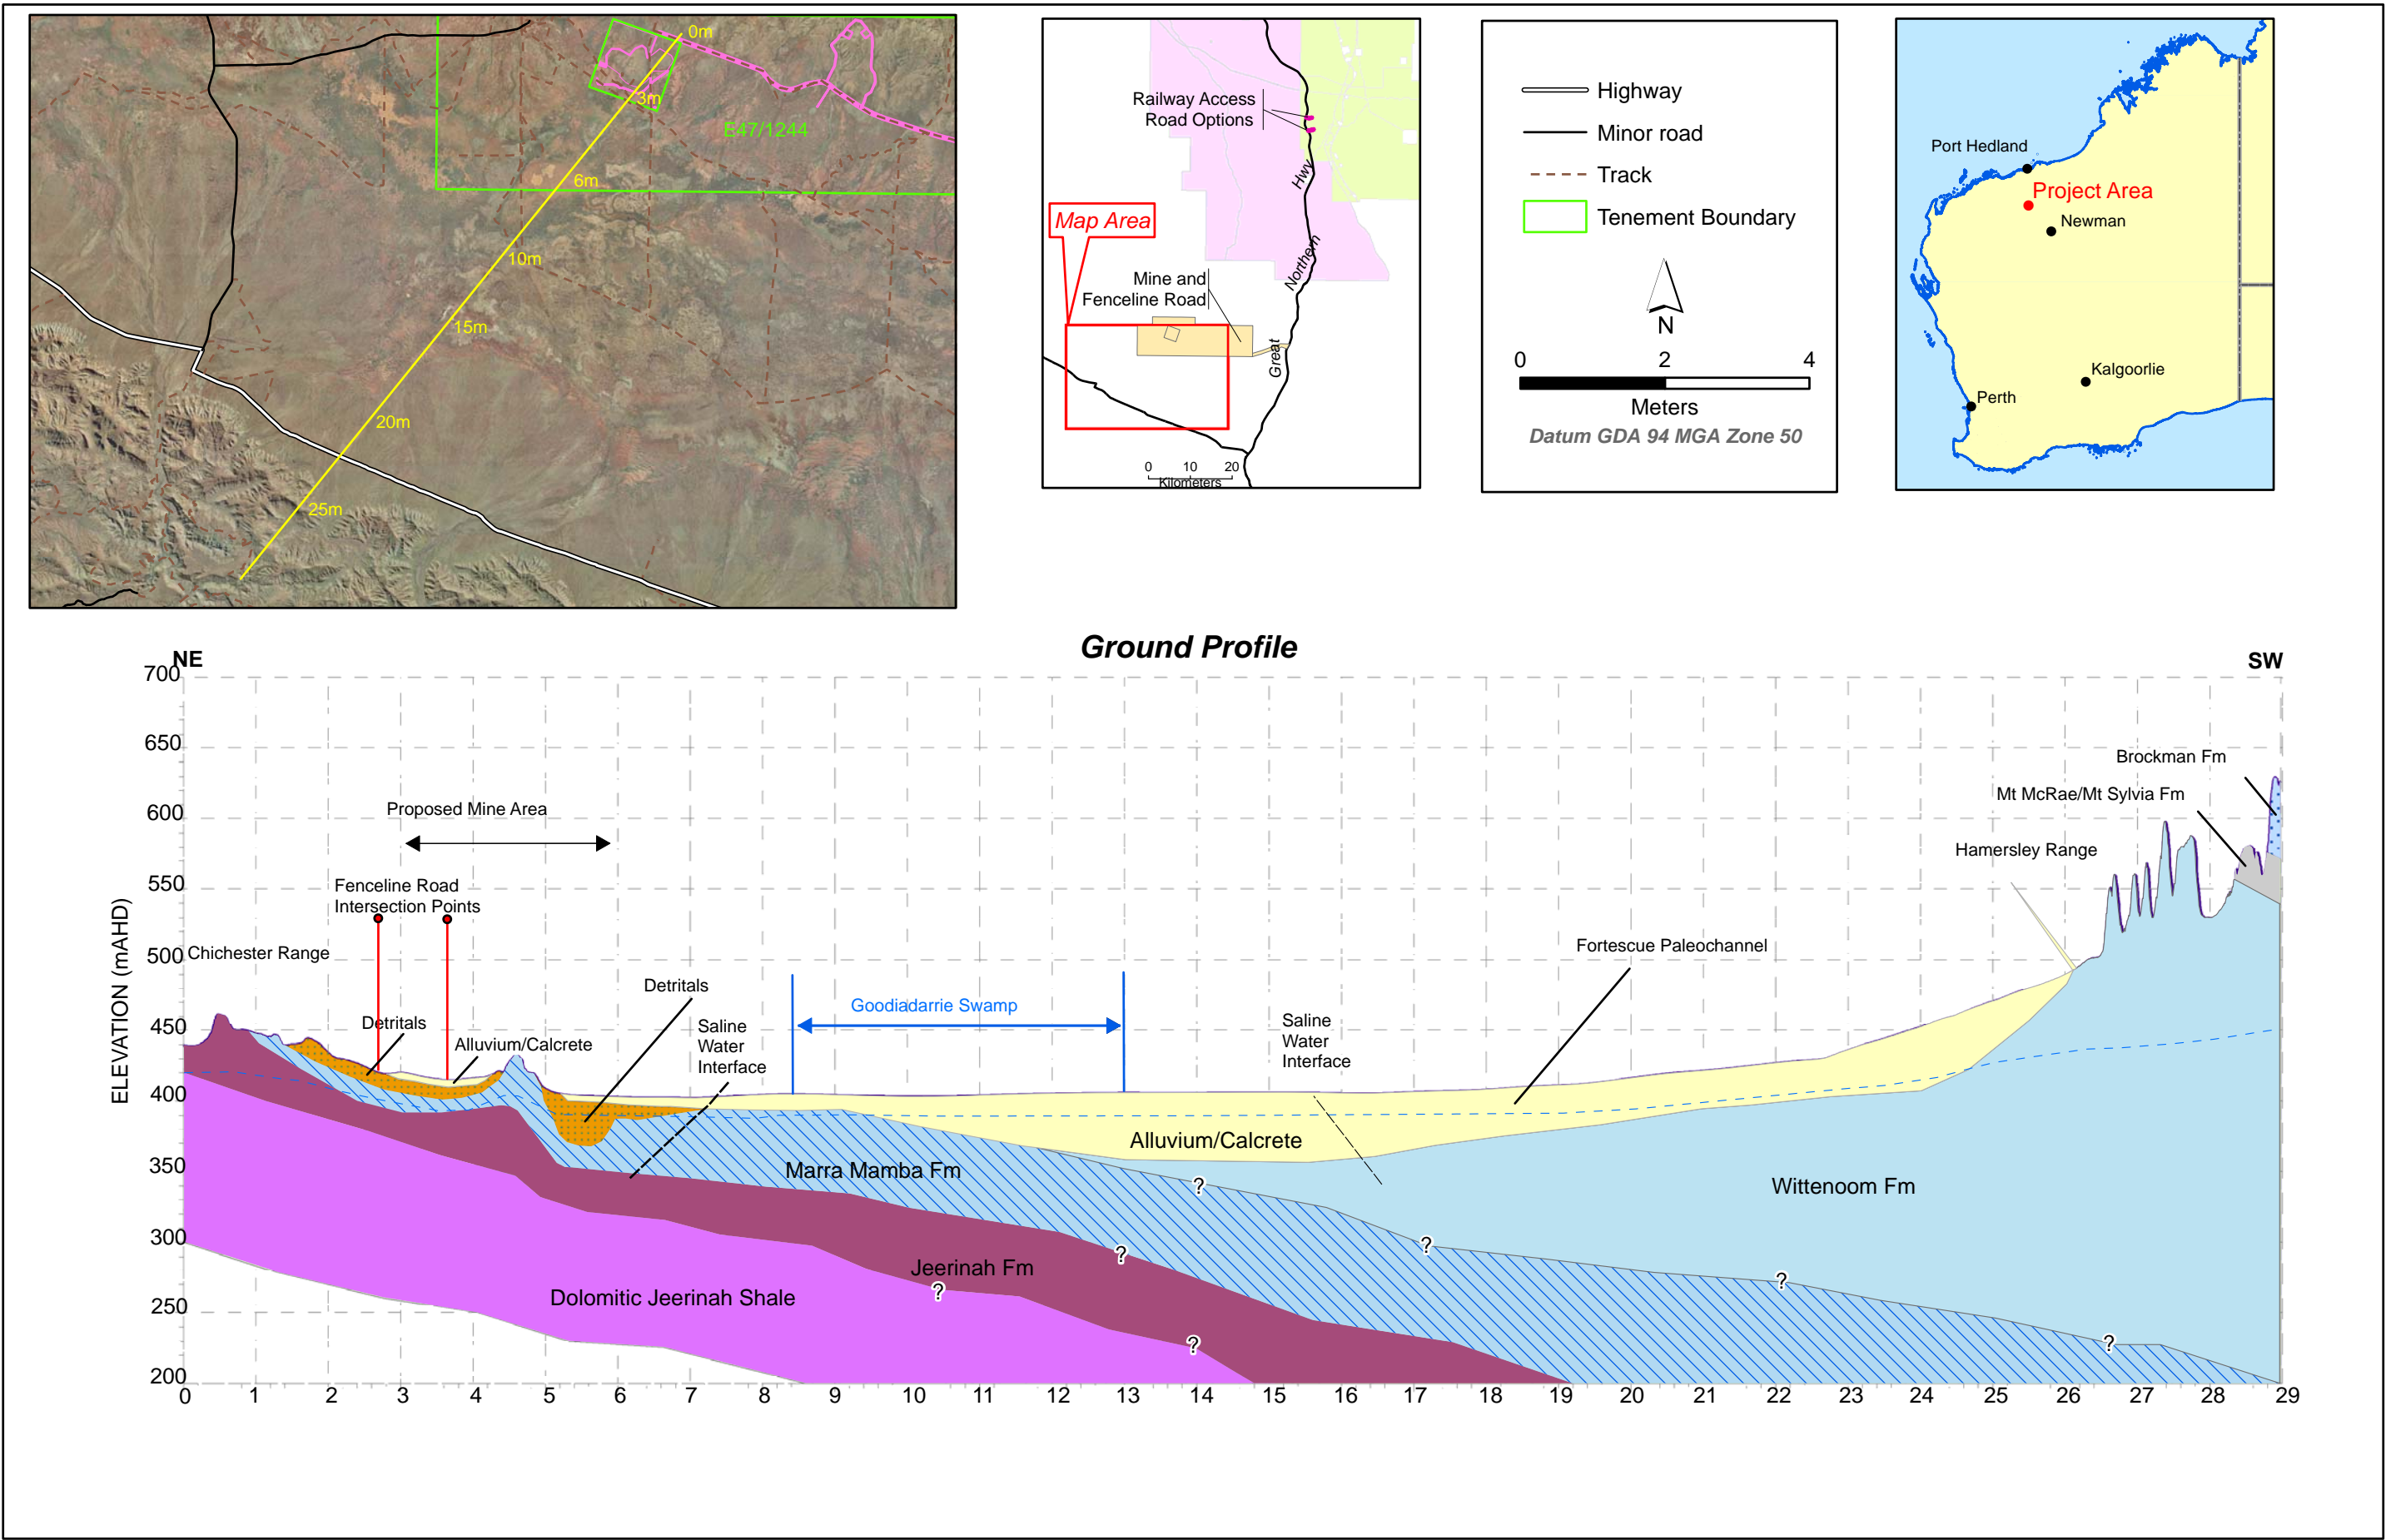 0m
3m
E47/1244
6m
10m
15m
20m
25m
Railway Access
Road Options
Hwy
Map Area
Northern
Mine and
Fenceline Road
Great
0 10 20
Kilometers
Highway
Minor road
Track
Tenement Boundary
N
0 2 4
Meters
Datum GDA 94 MGA Zone 50
Port Hedland
Project Area
Newman
Kalgoorlie
Perth
Ground Profile
NE
SW
ELEVATION (mAHD)
700
650
600
550
500
450
400
350
300
250
200
Brockman Fm
Mt McRae/Mt Sylvia Fm
Proposed Mine Area
Hamersley Range
Fenceline Road
Intersection Points
Chichester Range
Fortescue Paleochannel
Detritals
Goodiadarrie Swamp
Detritals
Saline
Water
Interface
Saline
Water
Interface
Alluvium/Calcrete
Alluvium/Calcrete
Marra Mamba Fm
?
Wittenoom Fm
?
?
Jeerinah Fm
?
?
Dolomitic Jeerinah Shale
?
?
0 1 2 3 4 5 6 7 8 9 10 11 12 13 14 15 16 17 18 19 20 21 22 23 24 25 26 27 28 29